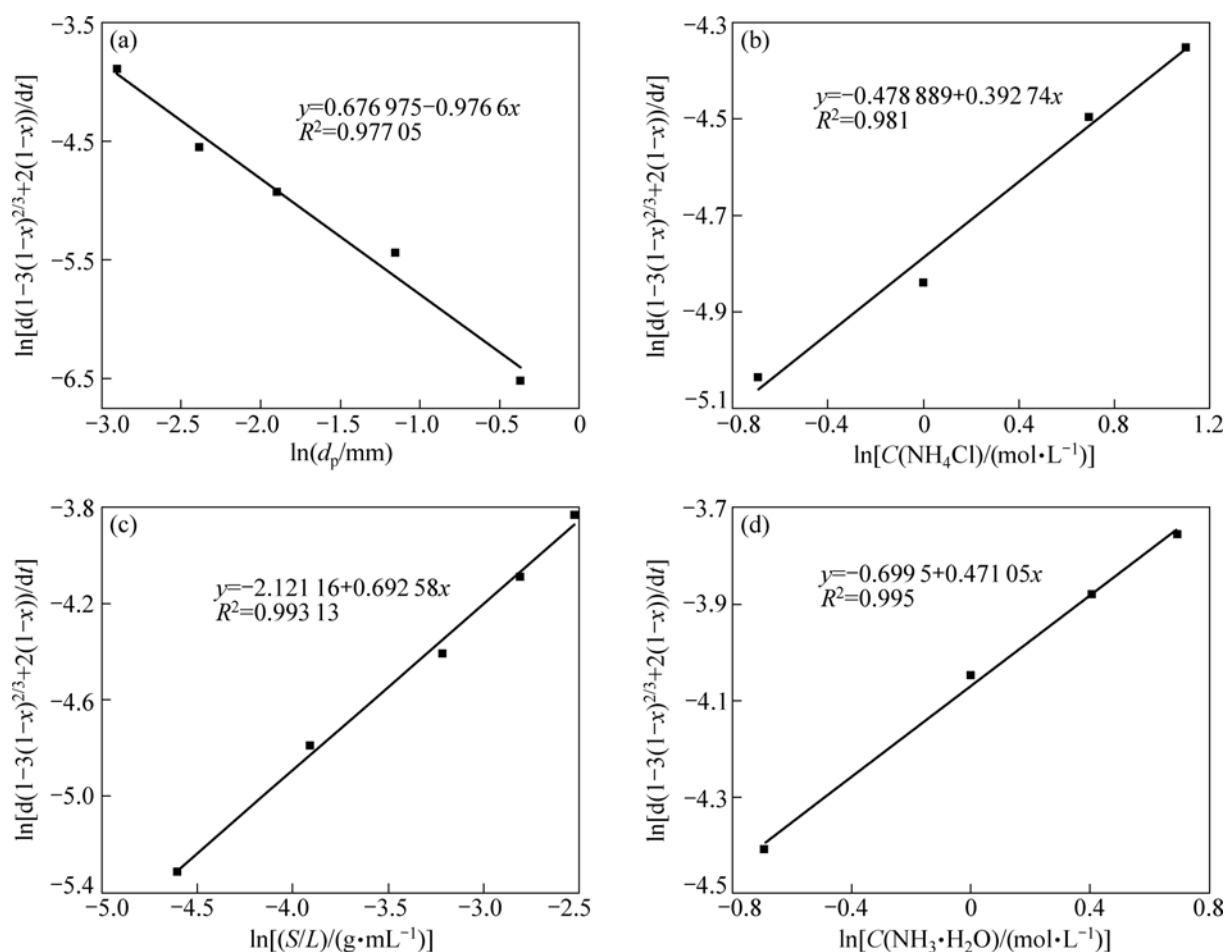 (a)
−3.5
−4.5
−5.5
−6.5
ln[d(1−3(1−x)^{2/3}+2(1−x))/dt]
y=0.676 975−0.976 6x
R²=0.977 05
−3.0 −2.5 −2.0 −1.5 −1.0 −0.5 0
ln(d_p/mm)
(b)
−4.3
−4.5
−4.7
−4.9
−5.1
ln[d(1−3(1−x)^{2/3}+2(1−x))/dt]
y=−0.478 889+0.392 74x
R²=0.981
−0.8 −0.4 0 0.4 0.8 1.2
ln[C(NH₄Cl)/(mol•L⁻¹)]
(c)
−3.8
−4.2
−4.6
−5.0
−5.4
ln[d(1−3(1−x)^{2/3}+2(1−x))/dt]
y=−2.121 16+0.692 58x
R²=0.993 13
−5.0 −4.5 −4.0 −3.5 −3.0 −2.5
ln[(S/L)/(g•mL⁻¹)]
(d)
−3.7
−3.9
−4.1
−4.3
−4.5
ln[d(1−3(1−x)^{2/3}+2(1−x))/dt]
y=−0.699 5+0.471 05x
R²=0.995
−0.8 −0.4 0 0.4 0.8
ln[C(NH₃•H₂O)/(mol•L⁻¹)]